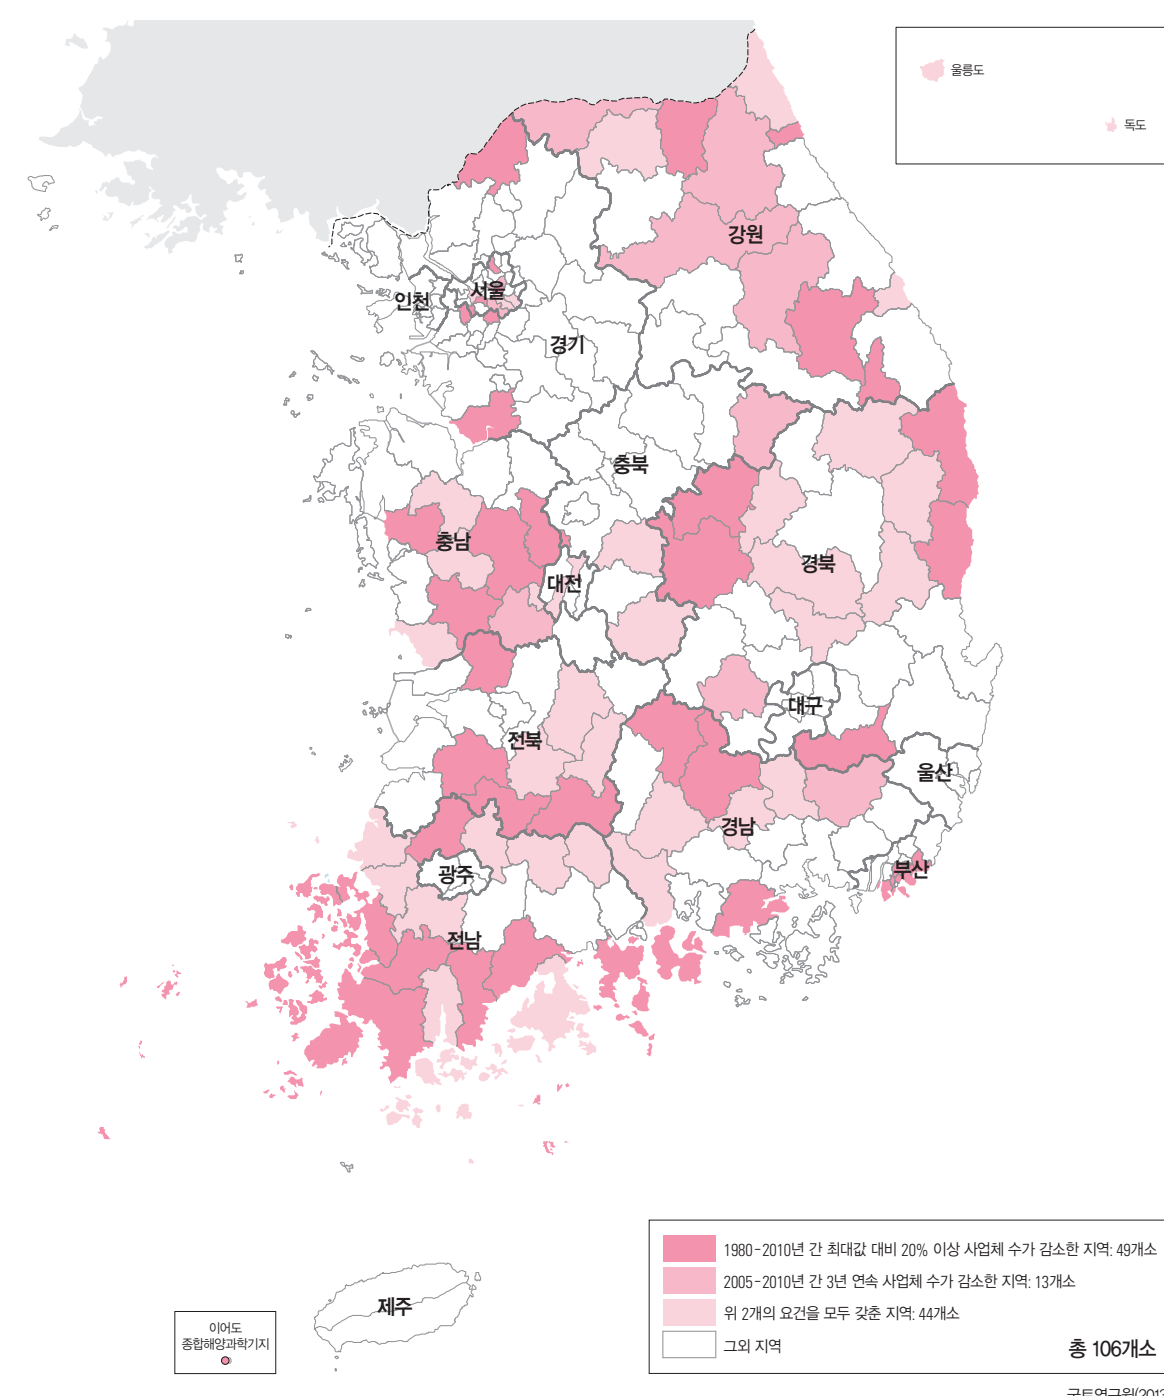 울릉도
독도
강원
서울
인천
경기
충북
충남
경북
대전
대구
전북
울산
경남
부산
광주
전남
제주
이어도
종합해양과학기지
1980-2010년 간 최대값 대비 20% 이상 사업체 수가 감소한 지역: 49개소
2005-2010년 간 3년 연속 사업체 수가 감소한 지역: 13개소
위 2개의 요건을 모두 갖춘 지역: 44개소
그외 지역
총 106개소
국토연구원(2013